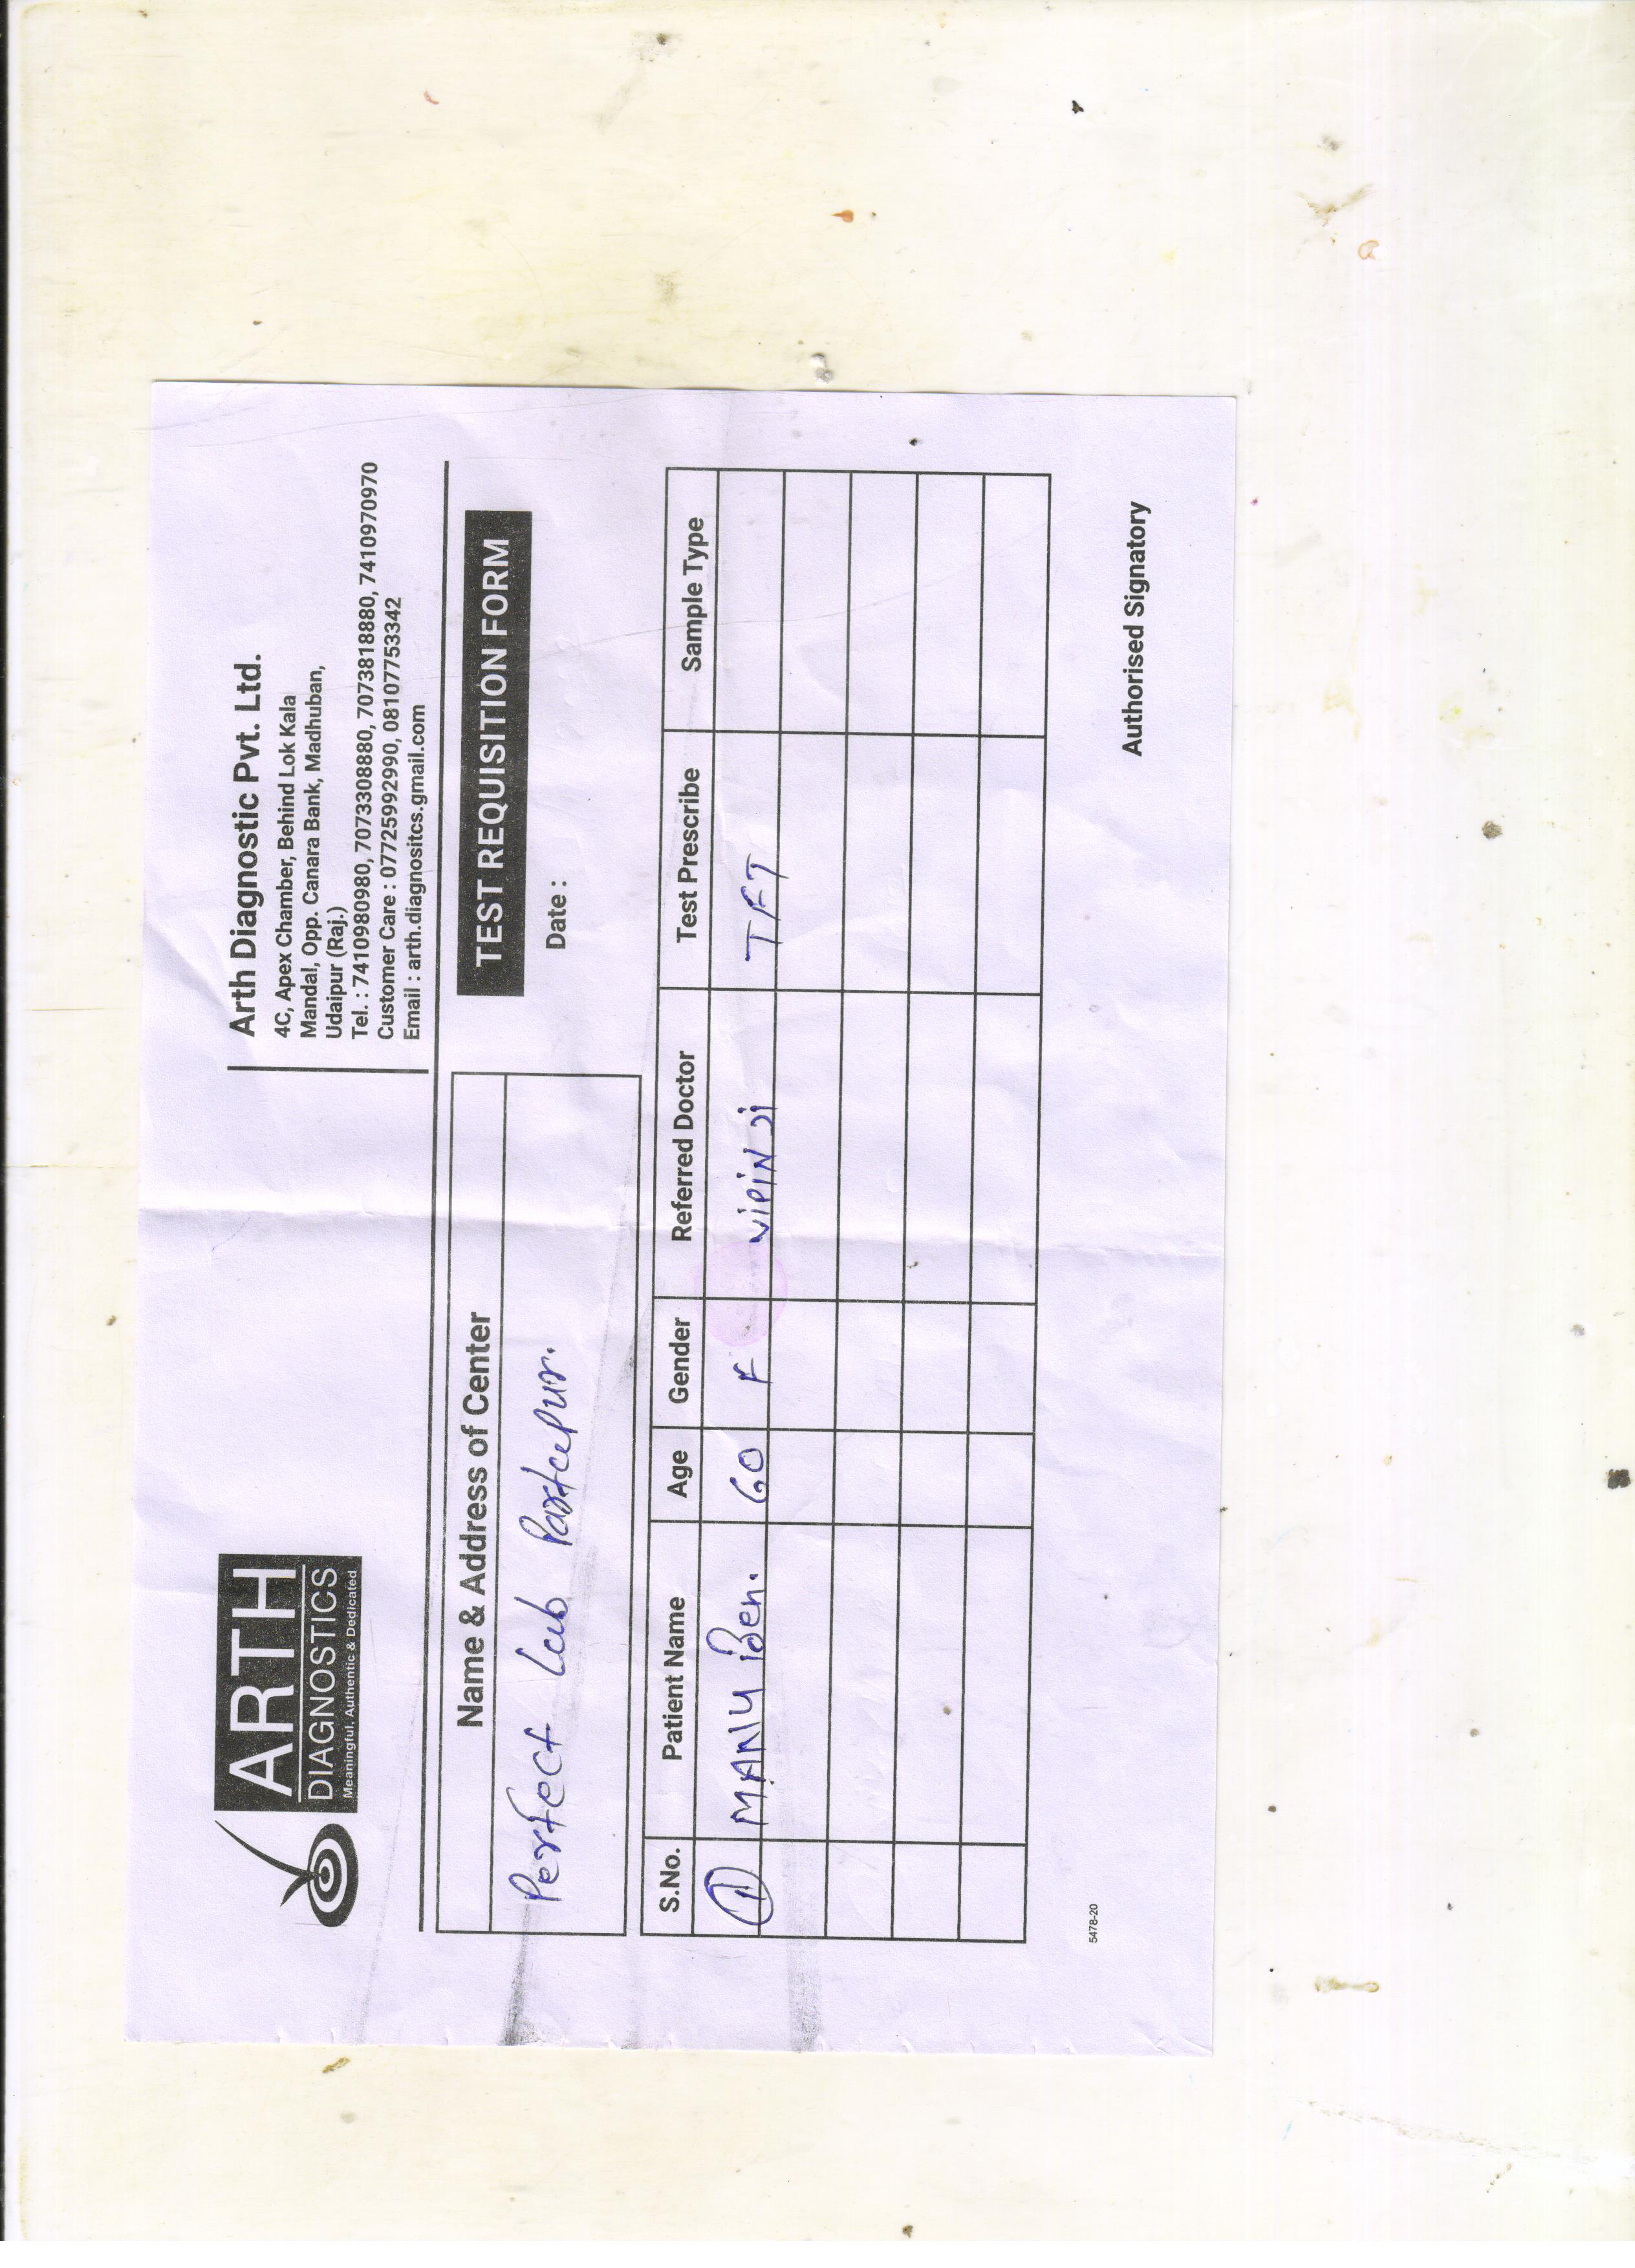 ARTH
DIAGNOSTICS
Meaningful, Authentic & Dedicated
Arth Diagnostic Pvt. Ltd.
4C, Apex Chamber, Behind Lok Kala
Mandal, Opp. Canara Bank, Madhuban,
Udaipur (Raj.)
Tel. : 7410980980, 7073308880, 7073818880, 7410970970
Customer Care : 07725992990, 08107753342
Email : arth.diagnositcs.gmail.com
Name & Address of Center
Perfect Lab Partapur.
TEST REQUISITION FORM
Date :
S.No. Patient Name Age Gender Referred Doctor Test Prescribe Sample Type
1 MANU Ben. 60 F VIPIN JI TFT
5478-20
Authorised Signatory